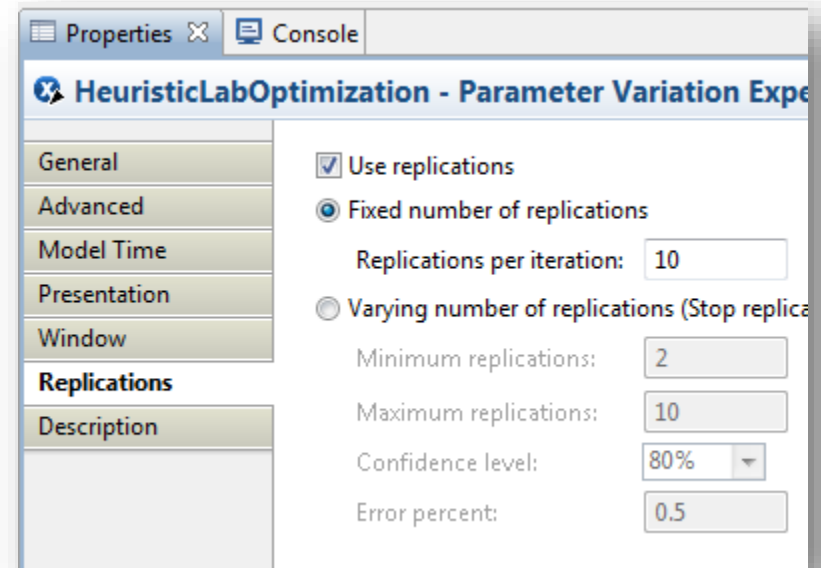 Properties Console
HeuristicLabOptimization - Parameter Variation Expe
General
Advanced
Model Time
Presentation
Window
Replications
Description
Use replications
Fixed number of replications
Replications per iteration: 10
Varying number of replications (Stop replica
Minimum replications: 2
Maximum replications: 10
Confidence level: 80%
Error percent: 0.5